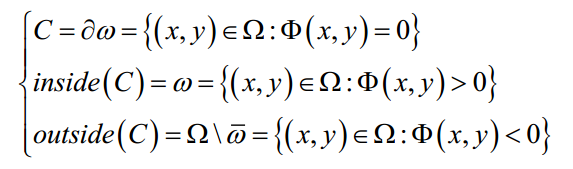 C = ∂ω = {(x, y) ∈ Ω : Φ(x, y) = 0}
inside(C) = ω = {(x, y) ∈ Ω : Φ(x, y) > 0}
outside(C) = Ω \ ω̄ = {(x, y) ∈ Ω : Φ(x, y) < 0}